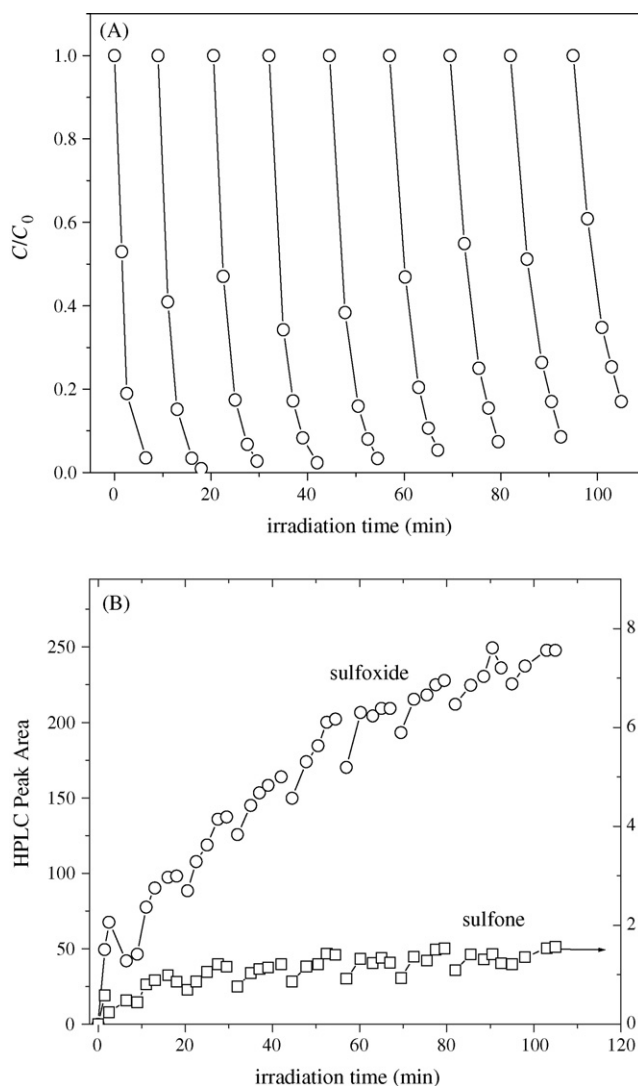 (A)
1.0
0.8
0.6
0.4
0.2
0.0
C/C0
0 20 40 60 80 100
irradiation time (min)
(B)
250
200
150
100
50
0
HPLC Peak Area
8
6
4
2
0
sulfoxide
sulfone
0 20 40 60 80 100 120
irradiation time (min)